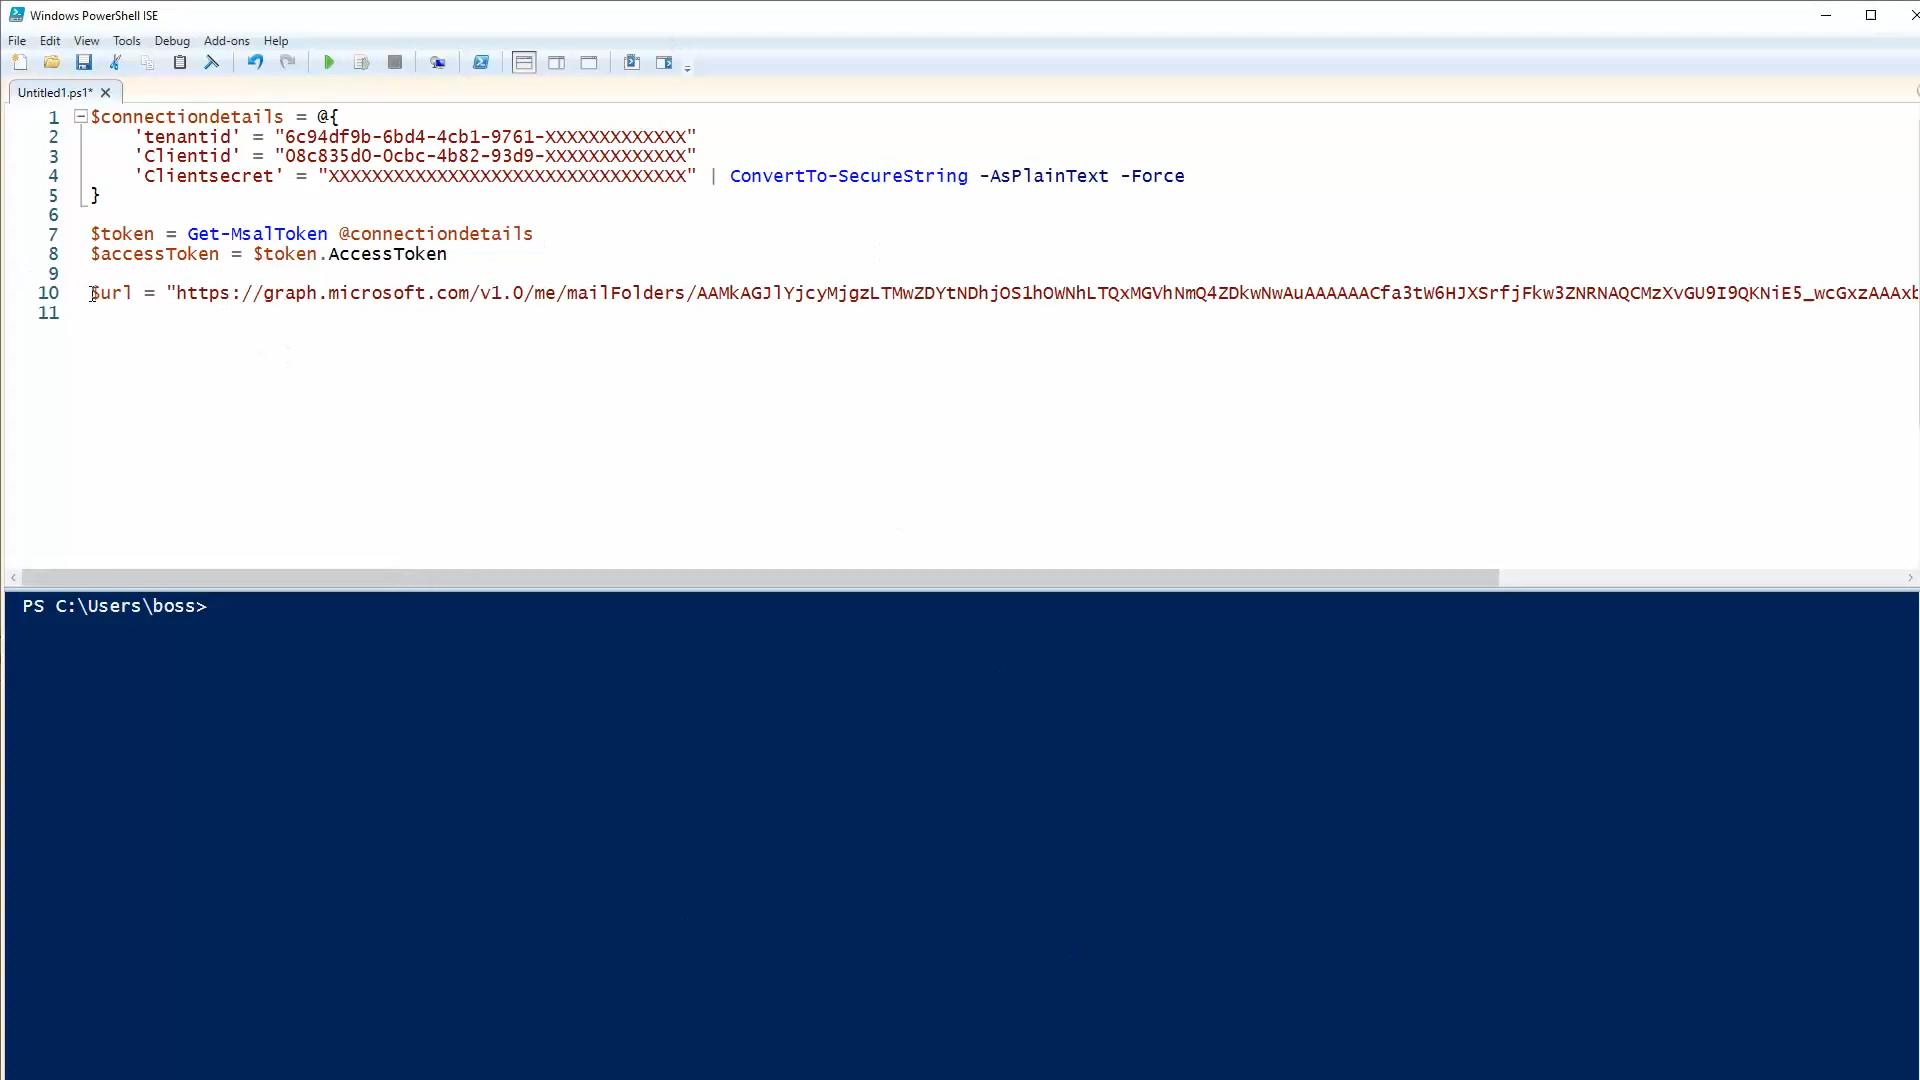 Windows PowerShell ISE
File Edit View Tools Debug Add-ons Help
Untitled1.ps1*
1 $connectiondetails = @{
2 'tenantid' = "6c94df9b-6bd4-4cb1-9761-XXXXXXXXXXXXX"
3 'Clientid' = "08c835d0-0cbc-4b82-93d9-XXXXXXXXXXXXX"
4 'Clientsecret' = "XXXXXXXXXXXXXXXXXXXXXXXXXXXXXXXXX" | ConvertTo-SecureString -AsPlainText -Force
5 }
6
7 $token = Get-MsalToken @connectiondetails
8 $accessToken = $token.AccessToken
9
10 $url = "https://graph.microsoft.com/v1.0/me/mailFolders/AAMkAGJlYjcyMjgzLTMwZDYtNDhjOS1hOWNhLTQxMGVhNmQ4ZDkwNwAuAAAAAACfa3tW6HJXSrfjFkw3ZNRNAQCMzXvGU9I9QKNiE5_wcGxzAAAxb
11
PS C:\Users\boss>